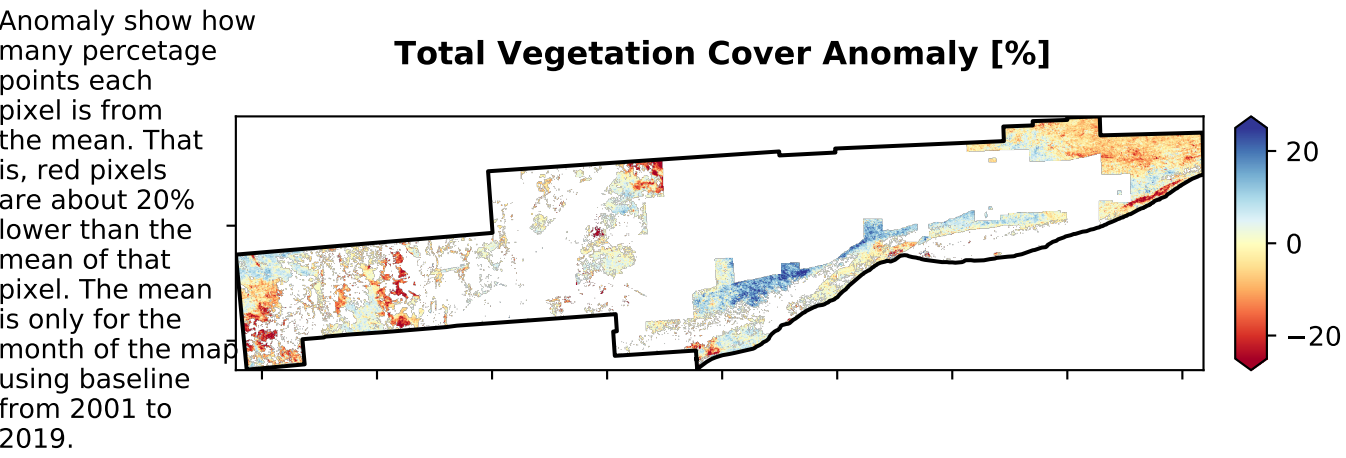 Anomaly show how
many percetage
points each
pixel is from
the mean. That
is, red pixels
are about 20%
lower than the
mean of that
pixel. The mean
is only for the
month of the map
using baseline
from 2001 to
2019.
Total Vegetation Cover Anomaly [%]
20
0
−20